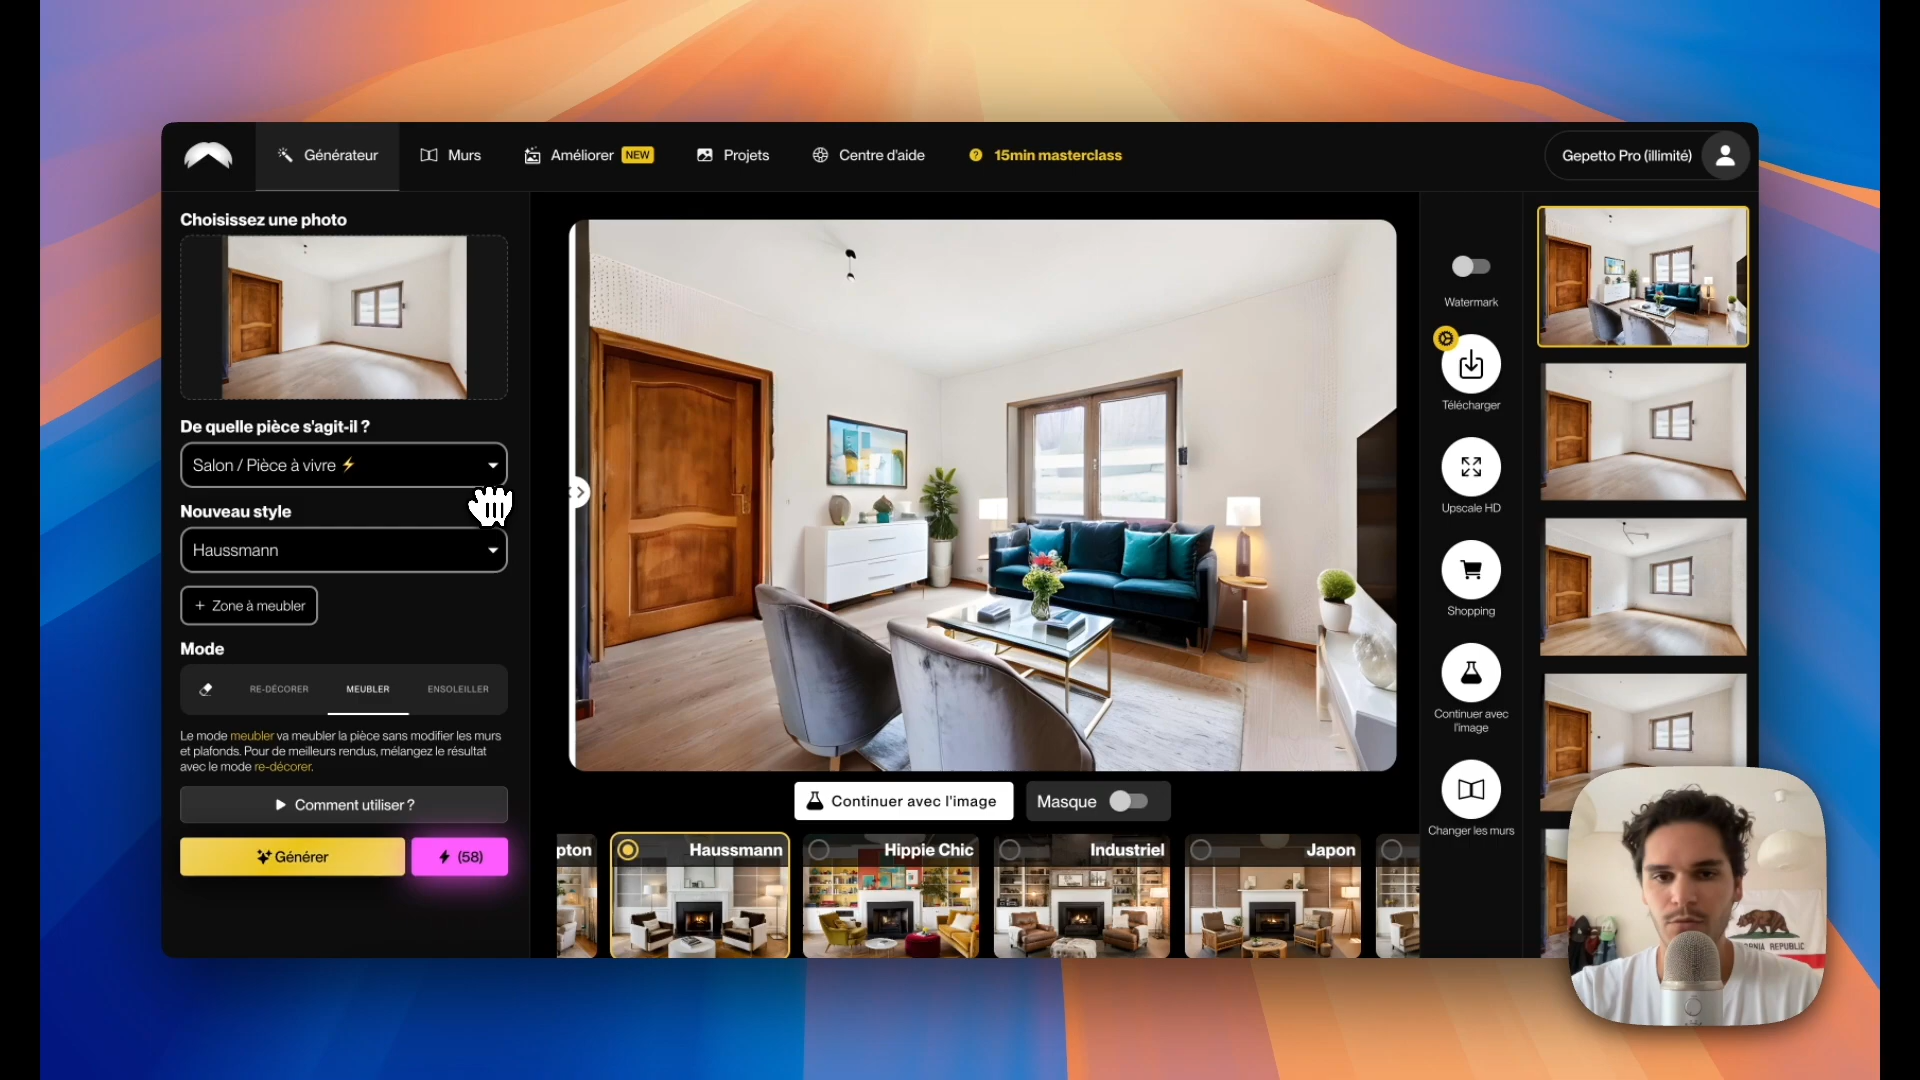 Générateur
Murs
Améliorer NEW
Projets
Centre d'aide
15min masterclass
Gepetto Pro (illimité)
Choisissez une photo
De quelle pièce s'agit-il ?
Salon / Pièce à vivre ⚡
Nouveau style
Haussmann
+ Zone à meubler
Mode
RE-DÉCORER
MEUBLER
ENSOLEILLER
Le mode meubler va meubler la pièce sans modifier les murs
et plafonds. Pour de meilleurs rendus, mélangez le résultat
avec le mode re-décorer.
Comment utiliser ?
Générer
(58)
Continuer avec l'image
Masque
pton
Haussmann
Hippie Chic
Industriel
Japon
Watermark
Télécharger
Upscale HD
Shopping
Continuer avec
l'image
Changer les murs
REPUBLIC